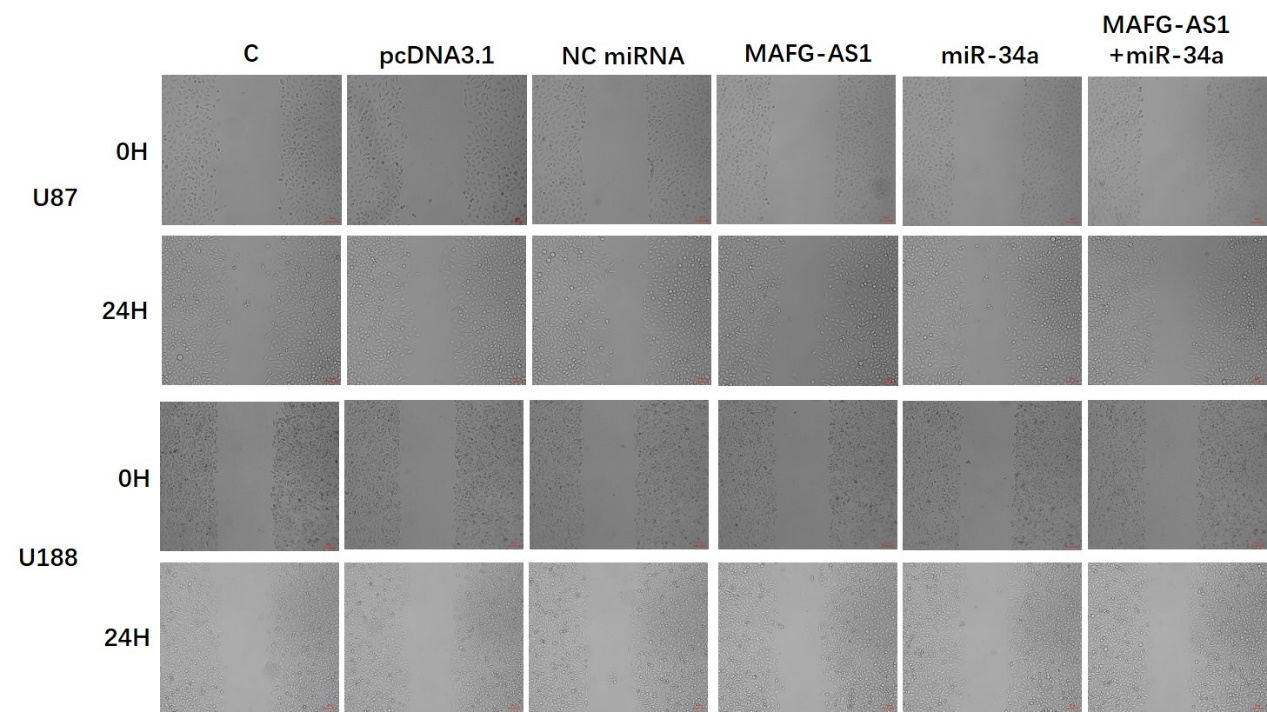 C
pcDNA3.1
NC miRNA
MAFG-AS1
miR-34a
MAFG-AS1
+miR-34a
0H
U87
24H
0H
U188
24H